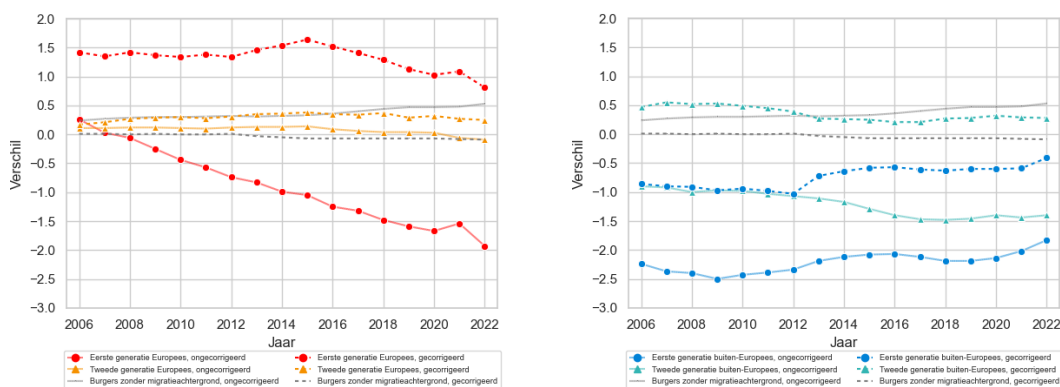 2.0
1.5
1.0
0.5
0.0
−0.5
−1.0
−1.5
−2.0
−2.5
−3.0
Verschil
2006 2008 2010 2012 2014 2016 2018 2020 2022
Jaar
Eerste generatie Europees, ongecorrigeerd Eerste generatie Europees, gecorrigeerd
Tweede generatie Europees, ongecorrigeerd Tweede generatie Europees, gecorrigeerd
Burgers zonder migratieachtergrond, ongecorrigeerd Burgers zonder migratieachtergrond, gecorrigeerd
2.0
1.5
1.0
0.5
0.0
−0.5
−1.0
−1.5
−2.0
−2.5
−3.0
Verschil
2006 2008 2010 2012 2014 2016 2018 2020 2022
Jaar
Eerste generatie buiten-Europees, ongecorrigeerd Eerste generatie buiten-Europees, gecorrigeerd
Tweede generatie buiten-Europees, ongecorrigeerd Tweede generatie buiten-Europees, gecorrigeerd
Burgers zonder migratieachtergrond, ongecorrigeerd Burgers zonder migratieachtergrond, gecorrigeerd